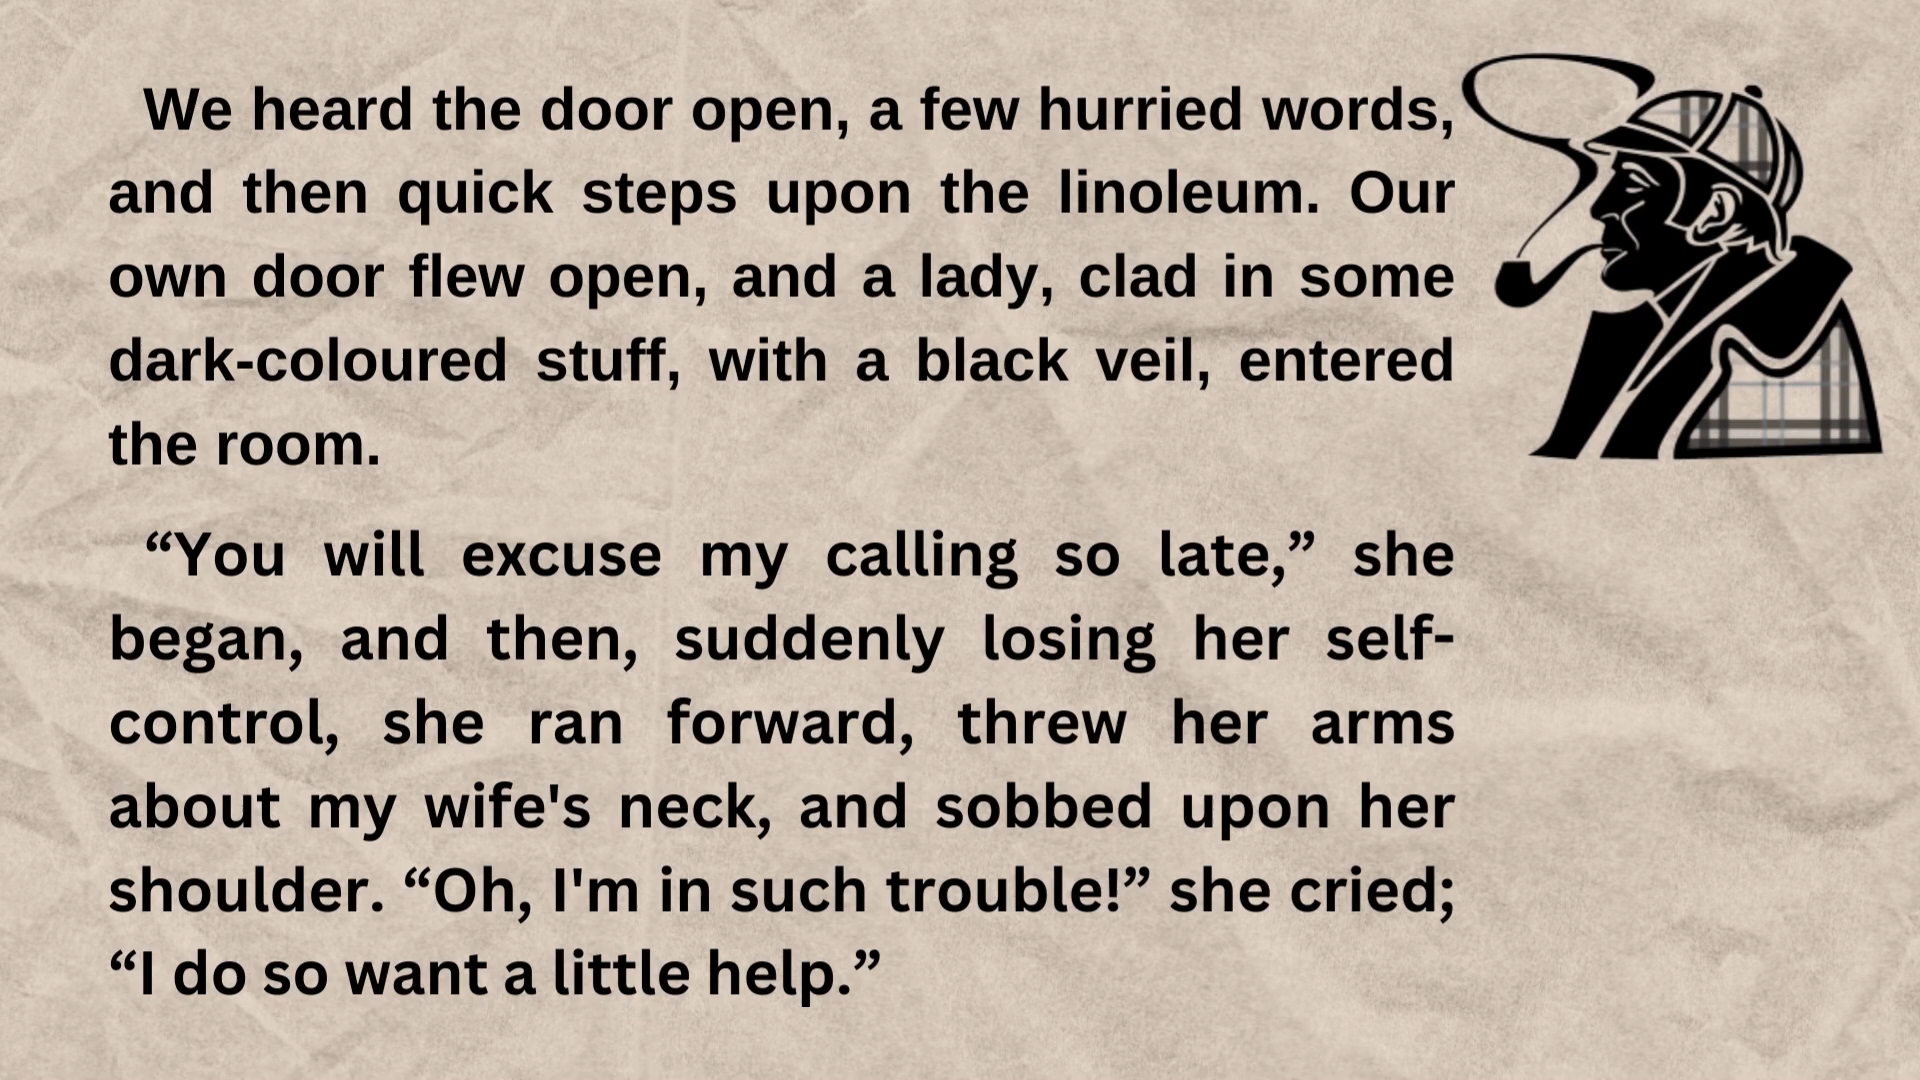 We heard the door open, a few hurried words,
and then quick steps upon the linoleum. Our
own door flew open, and a lady, clad in some
dark-coloured stuff, with a black veil, entered
the room.
“You will excuse my calling so late,” she
began, and then, suddenly losing her self-
control, she ran forward, threw her arms
about my wife's neck, and sobbed upon her
shoulder. “Oh, I'm in such trouble!” she cried;
“I do so want a little help.”